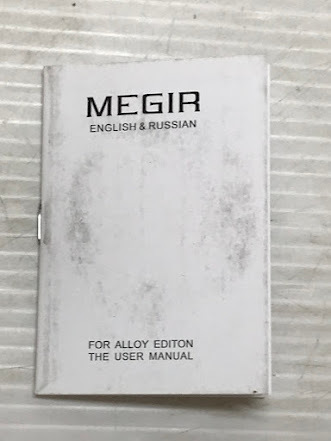 MEGIR
ENGLISH & RUSSIAN
FOR ALLOY EDITON
THE USER MANUAL